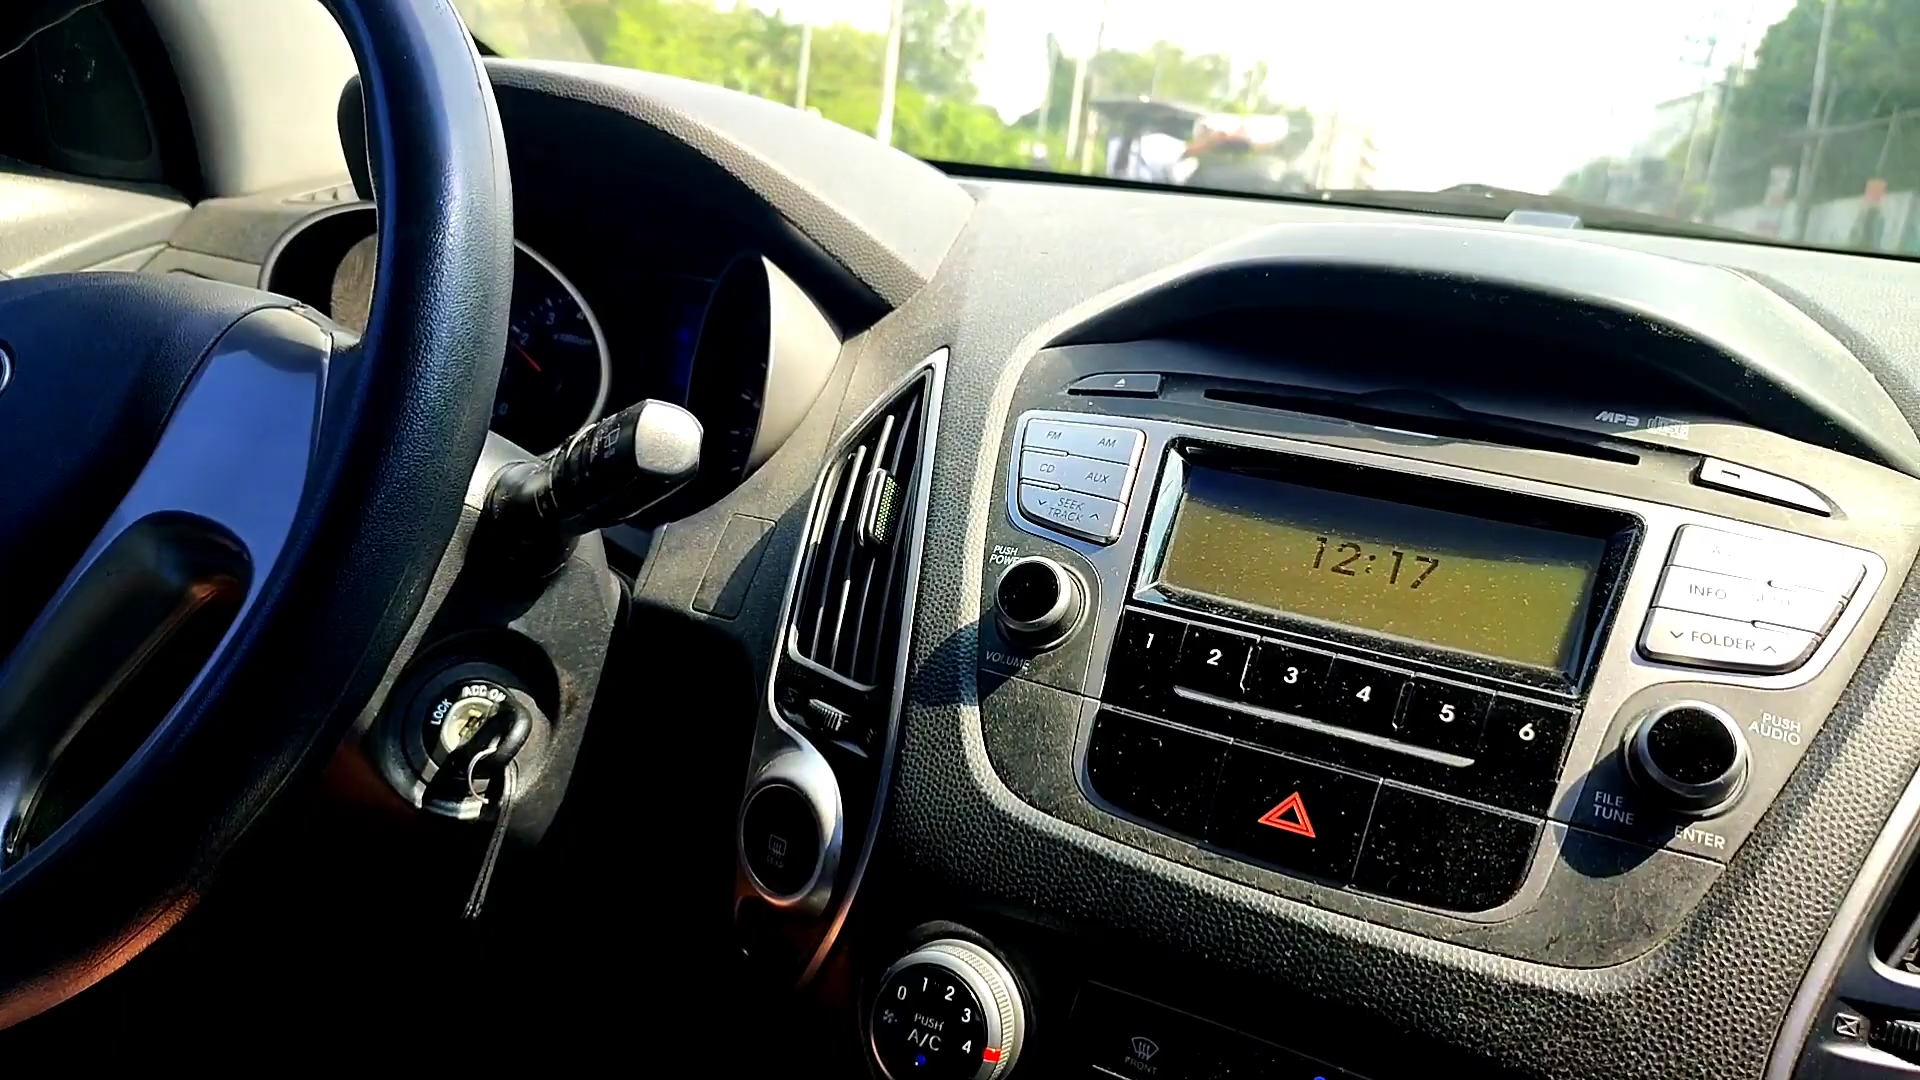 MP3
FM AM
CD AUX
SEEK
TRACK
PUSH
POWER
VOLUME
12:17
INFO
FOLDER
1 2 3 4 5 6
PUSH
AUDIO
FILE
TUNE
ENTER
LOCK ACC ON
0 1 2 3 4
PUSH
A/C
FRONT